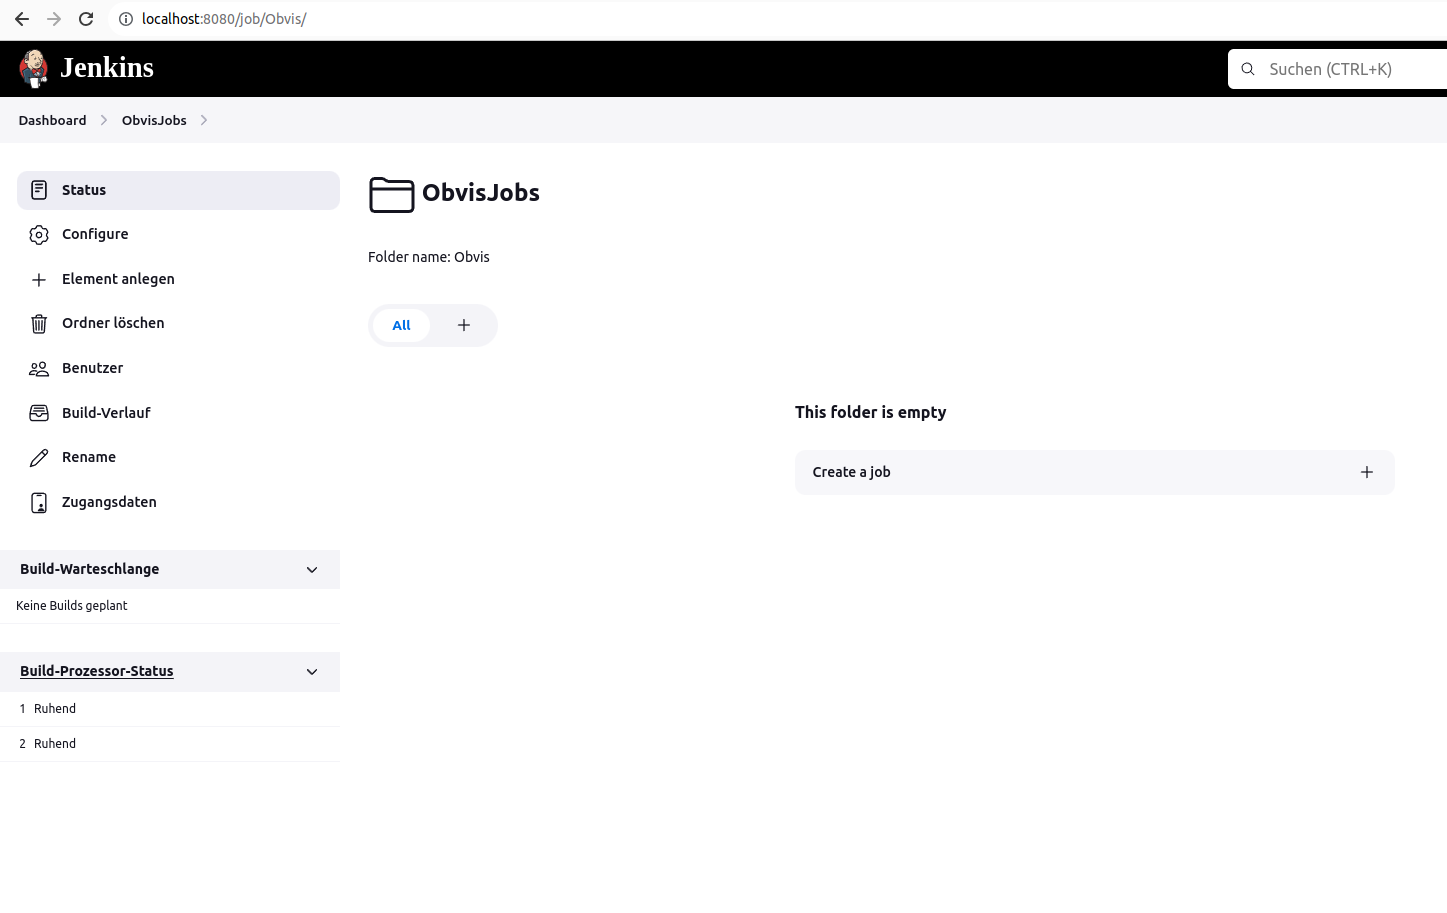 localhost:8080/job/Obvis/
Jenkins
Suchen (CTRL+K)
Dashboard
ObvisJobs
Status
Configure
Element anlegen
Ordner löschen
Benutzer
Build-Verlauf
Rename
Zugangsdaten
Build-Warteschlange
Keine Builds geplant
Build-Prozessor-Status
1 Ruhend
2 Ruhend
ObvisJobs
Folder name: Obvis
All
This folder is empty
Create a job